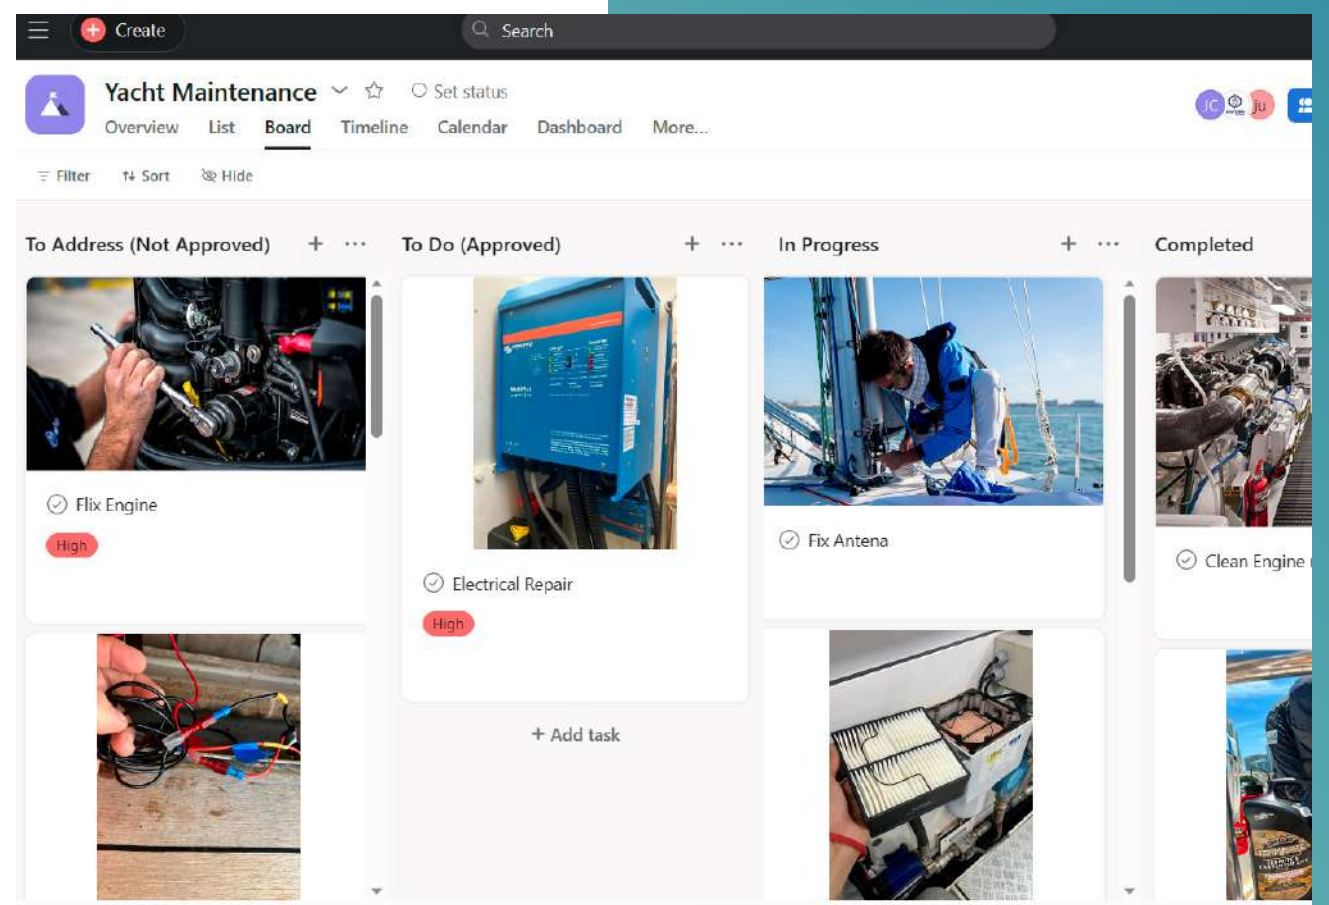 Create
Search
Yacht Maintenance
Set status
Overview List Board Timeline Calendar Dashboard More...
JC
ju
Filter Sort Hide
To Address (Not Approved)
To Do (Approved)
In Progress
Completed
Flix Engine
High
Electrical Repair
High
+ Add task
Fix Antena
Clean Engine